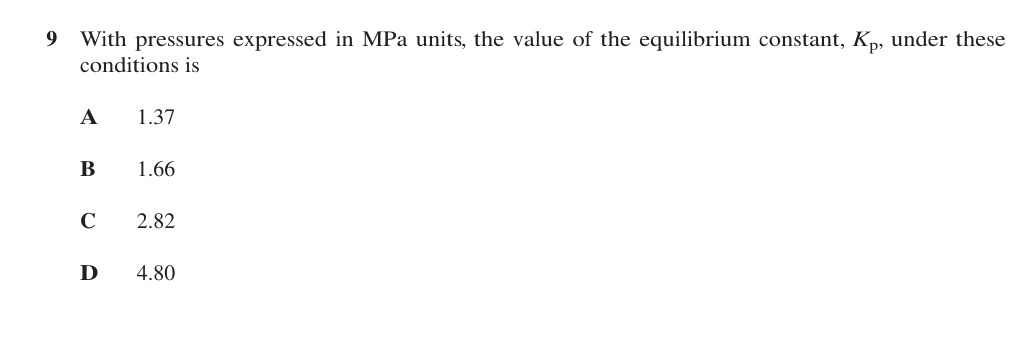 9 With pressures expressed in MPa units, the value of the equilibrium constant, Kp, under these
conditions is
A 1.37
B 1.66
C 2.82
D 4.80